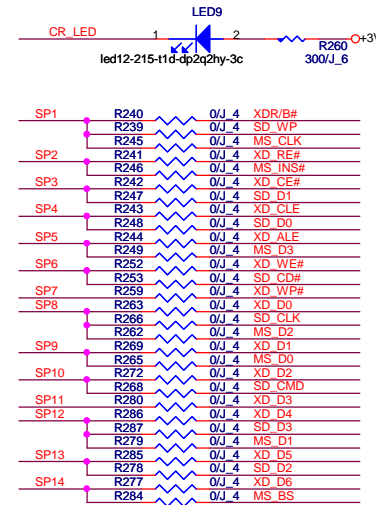 LED9
CR_LED 1 2 +3V
R260
led12-215-t1d-dp2q2hy-3c 300/J_6
SP1 R240 0/J_4 XDR/B#
R239 0/J_4 SD_WP
R245 0/J_4 MS_CLK
SP2 R241 0/J_4 XD_RE#
R246 0/J_4 MS_INS#
SP3 R242 0/J_4 XD_CE#
R247 0/J_4 SD_D1
SP4 R243 0/J_4 XD_CLE
R248 0/J_4 SD_D0
SP5 R244 0/J_4 XD_ALE
R249 0/J_4 MS_D3
SP6 R252 0/J_4 XD_WE#
R253 0/J_4 SD_CD#
SP7 R259 0/J_4 XD_WP#
SP8 R263 0/J_4 XD_D0
R266 0/J_4 SD_CLK
R262 0/J_4 MS_D2
SP9 R269 0/J_4 XD_D1
R265 0/J_4 MS_D0
SP10 R272 0/J_4 XD_D2
R268 0/J_4 SD_CMD
SP11 R280 0/J_4 XD_D3
SP12 R286 0/J_4 XD_D4
R287 0/J_4 SD_D3
R279 0/J_4 MS_D1
SP13 R285 0/J_4 XD_D5
R278 0/J_4 SD_D2
SP14 R277 0/J_4 XD_D6
R284 0/J_4 MS_BS